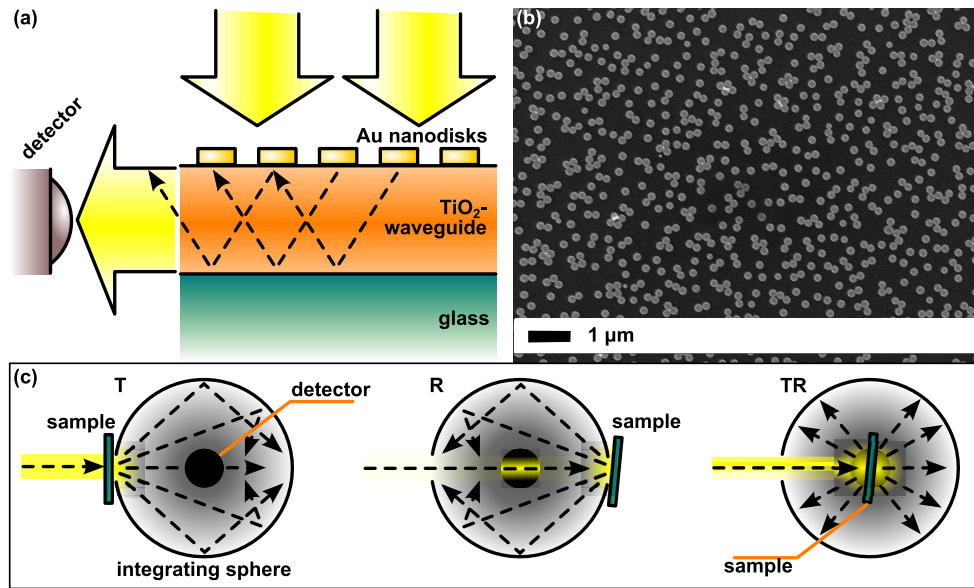 (a)
detector
Au nanodisks
TiO₂-
waveguide
glass
(b)
1 µm
(c)
T
sample
detector
integrating sphere
R
sample
TR
sample